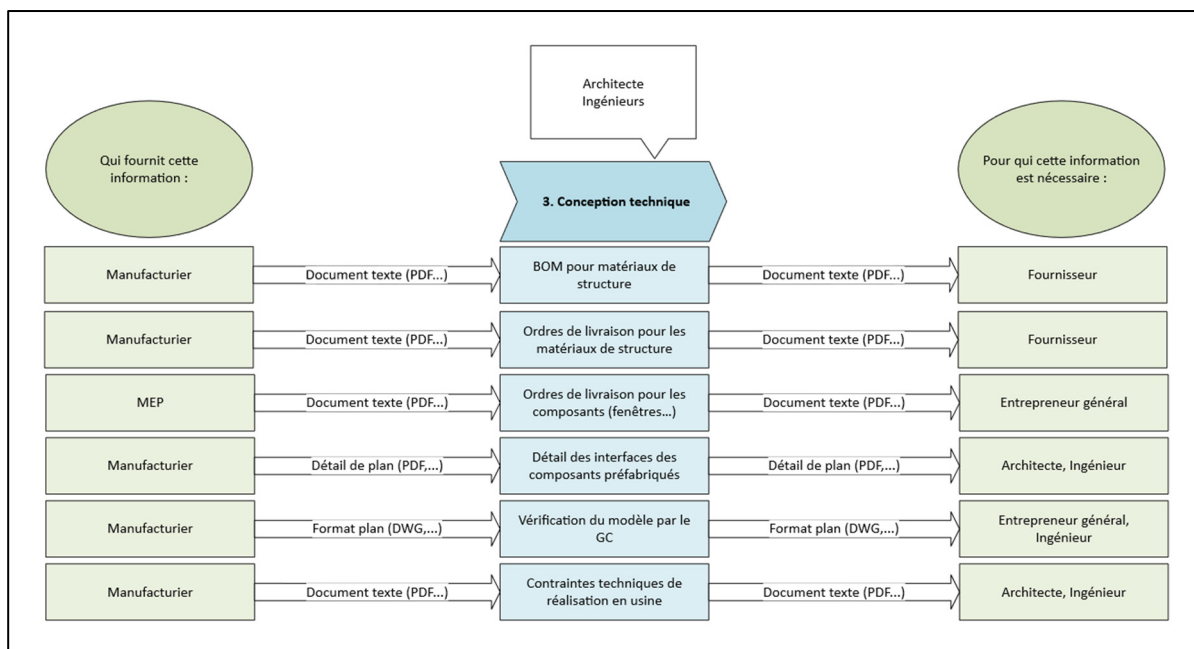 Architecte
Ingénieurs
Qui fournit cette
information :
Pour qui cette information
est nécessaire :
3. Conception technique
Manufacturier
Document texte (PDF...)
BOM pour matériaux de
structure
Document texte (PDF...)
Fournisseur
Manufacturier
Document texte (PDF...)
Ordres de livraison pour les
matériaux de structure
Document texte (PDF...)
Fournisseur
MEP
Document texte (PDF...)
Ordres de livraison pour les
composants (fenêtres...)
Document texte (PDF...)
Entrepreneur général
Manufacturier
Détail de plan (PDF,...)
Détail des interfaces des
composants préfabriqués
Détail de plan (PDF,...)
Architecte, Ingénieur
Manufacturier
Format plan (DWG,...)
Vérification du modèle par le
GC
Format plan (DWG,...)
Entrepreneur général,
Ingénieur
Manufacturier
Document texte (PDF...)
Contraintes techniques de
réalisation en usine
Document texte (PDF...)
Architecte, Ingénieur